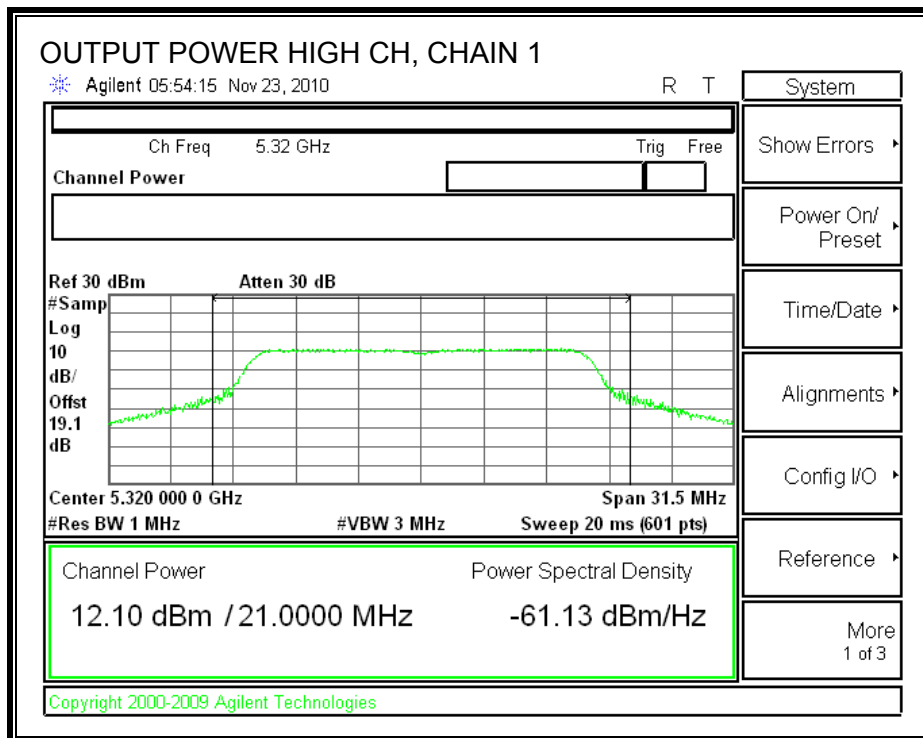 OUTPUT POWER HIGH CH, CHAIN 1
Agilent 05:54:15 Nov 23, 2010 R T
System
Ch Freq 5.32 GHz Trig Free
Channel Power
Show Errors
Power On/
Preset
Ref 30 dBm Atten 30 dB
#Samp
Log
10
dB/
Offst
19.1
dB
Time/Date
Alignments
Config I/O
Center 5.320 000 0 GHz Span 31.5 MHz
#Res BW 1 MHz #VBW 3 MHz Sweep 20 ms (601 pts)
Channel Power Power Spectral Density
12.10 dBm / 21.0000 MHz -61.13 dBm/Hz
Reference
More
1 of 3
Copyright 2000-2009 Agilent Technologies